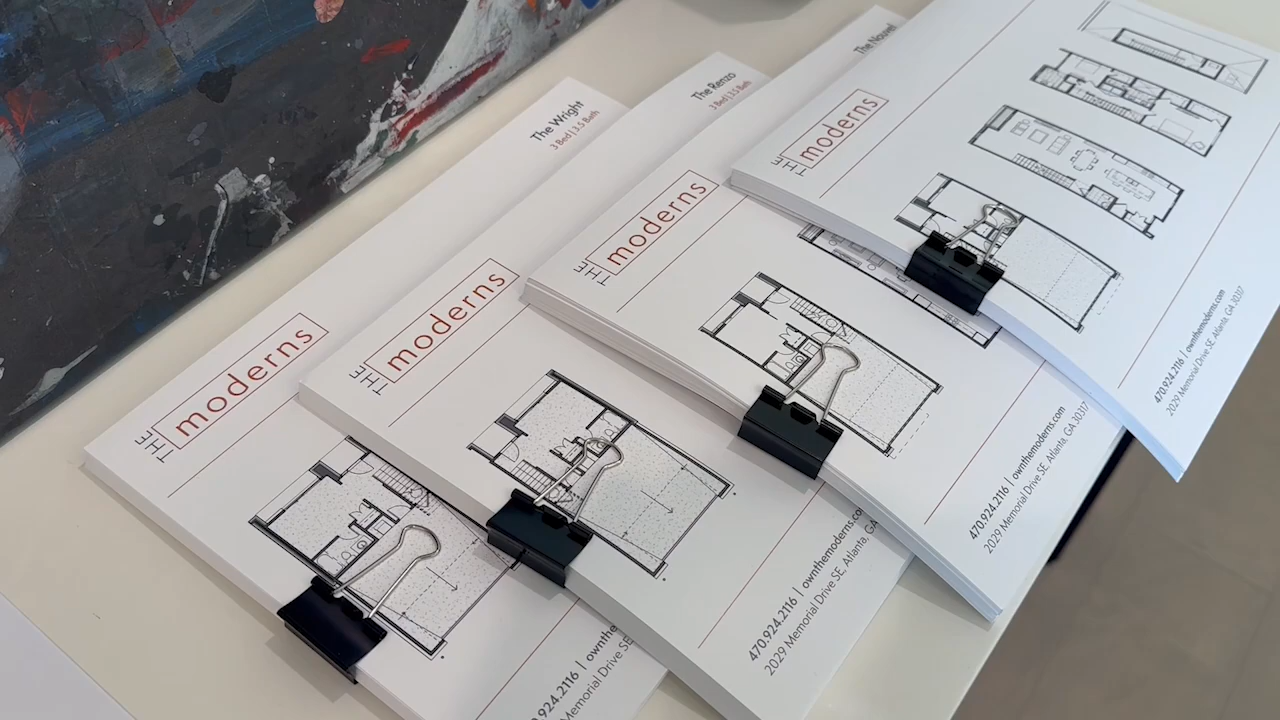 The Wright
3 Bed | 3.5 Bath
THE
moderns
470.924.2116 | ownthe
2029 Memorial Drive SE
The Renzo
3 Bed | 3.5 Bath
THE
moderns
470.924.2116 | ownthemoderns.co
2029 Memorial Drive SE, Atlanta, GA
The Nouvel
THE
moderns
470.924.2116 | ownthemoderns.com
2029 Memorial Drive SE, Atlanta, GA 30317
THE
moderns
470.924.2116 | ownthemoderns.com
2029 Memorial Drive SE, Atlanta, GA 30317